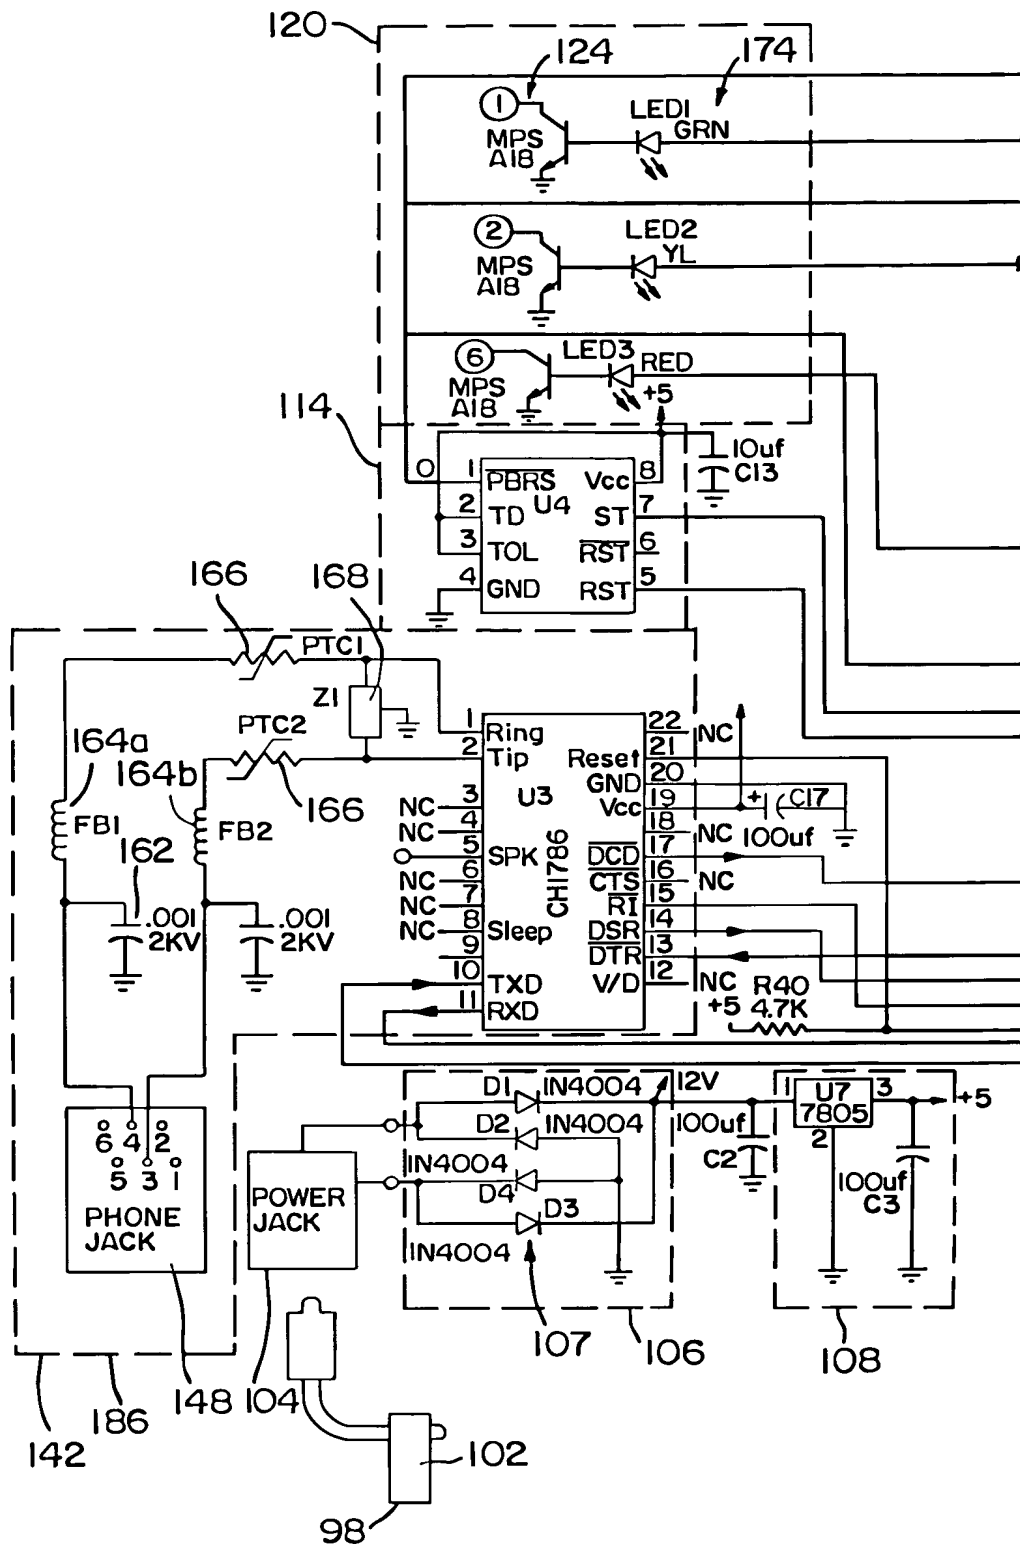 120
124
174
1
LED1
GRN
MPS
A18
2
LED2
YL
MPS
A18
6
LED3
RED
MPS
A18
+5
114
10uf
C13
0
1 PBRS Vcc 8
U4
2 TD ST 7
3 TOL RST 6
4 GND RST 5
166
168
PTC1
Z1
PTC2
166
164a
164b
FB1
FB2
162
.001
2KV
.001
2KV
1 Ring 22 NC
2 Tip Reset 21
GND 20
NC 3 U3 Vcc 19
+ C17
100uf
NC 4 18 NC
5 SPK DCD 17
NC 6 CTS 16 NC
NC 7 RI 15
NC 8 Sleep DSR 14
9 DTR 13
10 TXD V/D 12 NC
11 RXD
CH1786
R40
+5 4.7K
D1 1N4004
12V
D2 1N4004
1N4004
D4
D3
1N4004
100uf
C2
1 U7 3
7805
2
+5
100uf
C3
6 4 2
5 3 1
PHONE
JACK
POWER
JACK
107
106
108
142
186
148
104
102
98